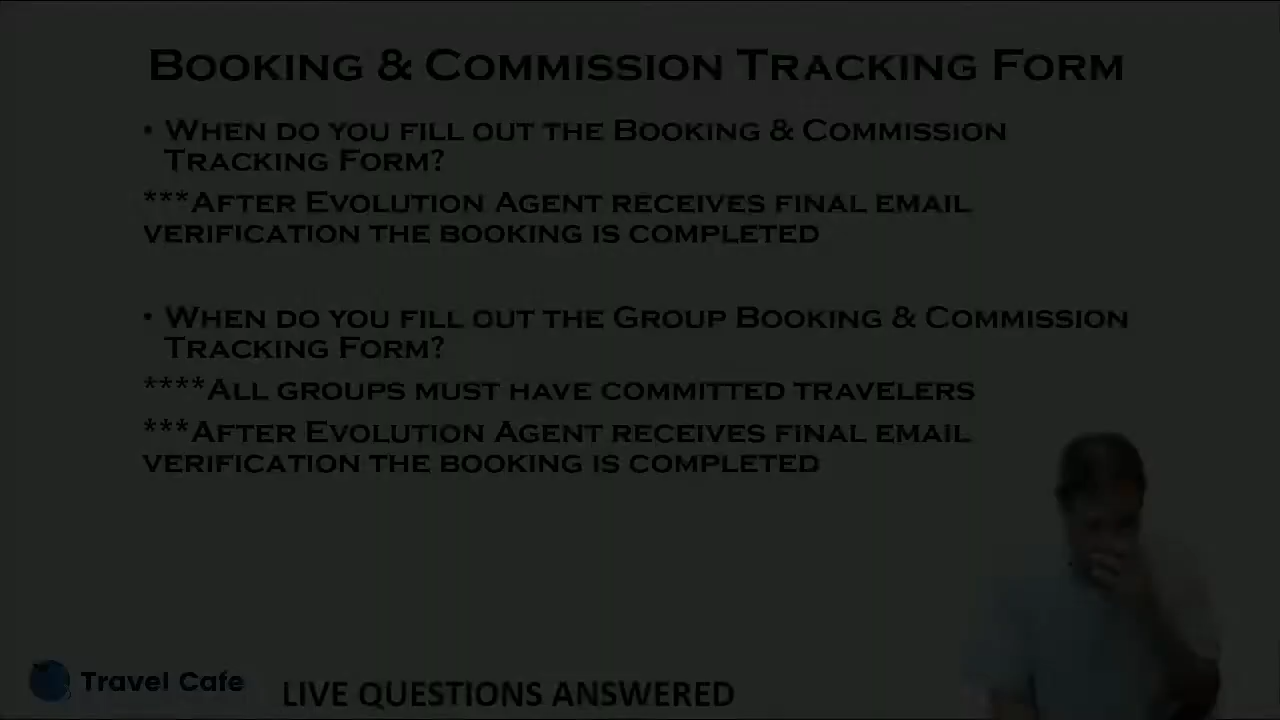 BOOKING & COMMISSION TRACKING FORM
• WHEN DO YOU FILL OUT THE BOOKING & COMMISSION
TRACKING FORM?
***AFTER EVOLUTION AGENT RECEIVES FINAL EMAIL
VERIFICATION THE BOOKING IS COMPLETED
• WHEN DO YOU FILL OUT THE GROUP BOOKING & COMMISSION
TRACKING FORM?
****ALL GROUPS MUST HAVE COMMITTED TRAVELERS
***AFTER EVOLUTION AGENT RECEIVES FINAL EMAIL
VERIFICATION THE BOOKING IS COMPLETED
Travel Cafe
LIVE QUESTIONS ANSWERED